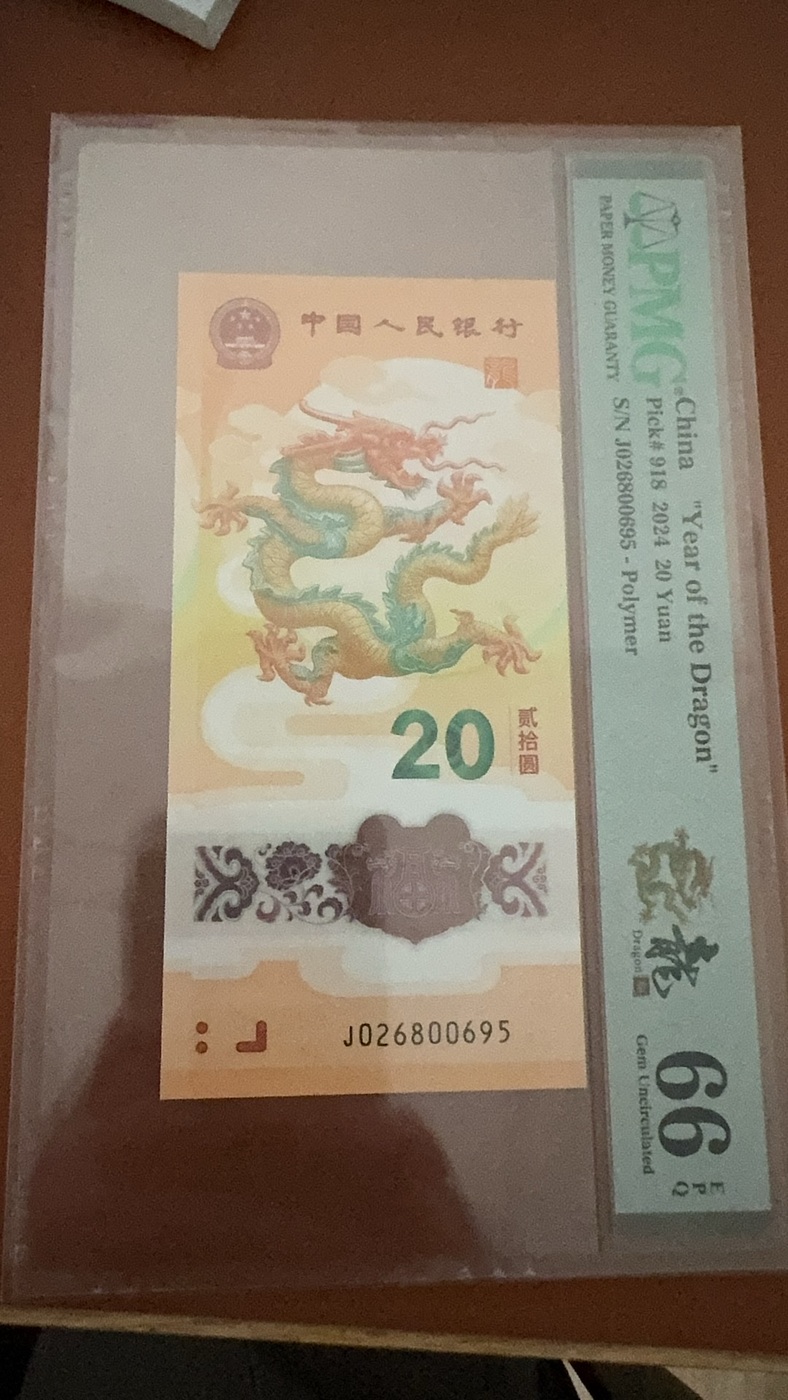 中国人民银行
20
贰拾圆
J026800695
PMG®
PAPER MONEY GUARANTY
China "Year of the Dragon"
Pick# 918 2024 20 Yuan
S/N J026800695 - Polymer
龍
Dragon
66 EPQ
Gem Uncirculated